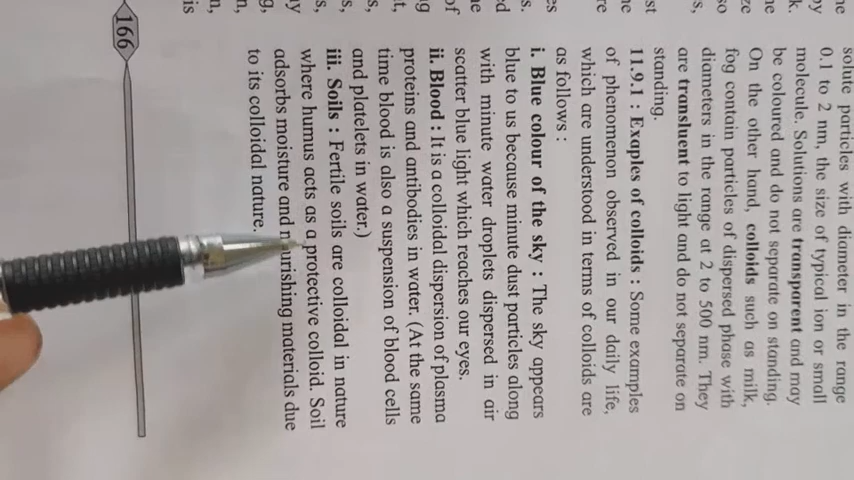 solute particles with diameter in the range
0.1 to 2 nm, the size of typical ion or small
molecule. Solutions are transparent and may
be coloured and do not separate on standing.
On the other hand, colloids such as milk,
fog contain particles of dispersed phase with
diameters in the range at 2 to 500 nm. They
are transluent to light and do not separate on
standing.
11.9.1 : Exaples of colloids : Some examples
of phenomenon observed in our daily life,
which are understood in terms of colloids are
as follows :
i. Blue colour of the sky : The sky appears
blue to us because minute dust particles along
with minute water droplets dispersed in air
scatter blue light which reaches our eyes.
ii. Blood : It is a colloidal dispersion of plasma
proteins and antibodies in water. (At the same
time blood is also a suspension of blood cells
and platelets in water.)
iii. Soils : Fertile soils are colloidal in nature
where humus acts as a protective colloid. Soil
adsorbs moisture and nourishing materials due
to its colloidal nature.
166